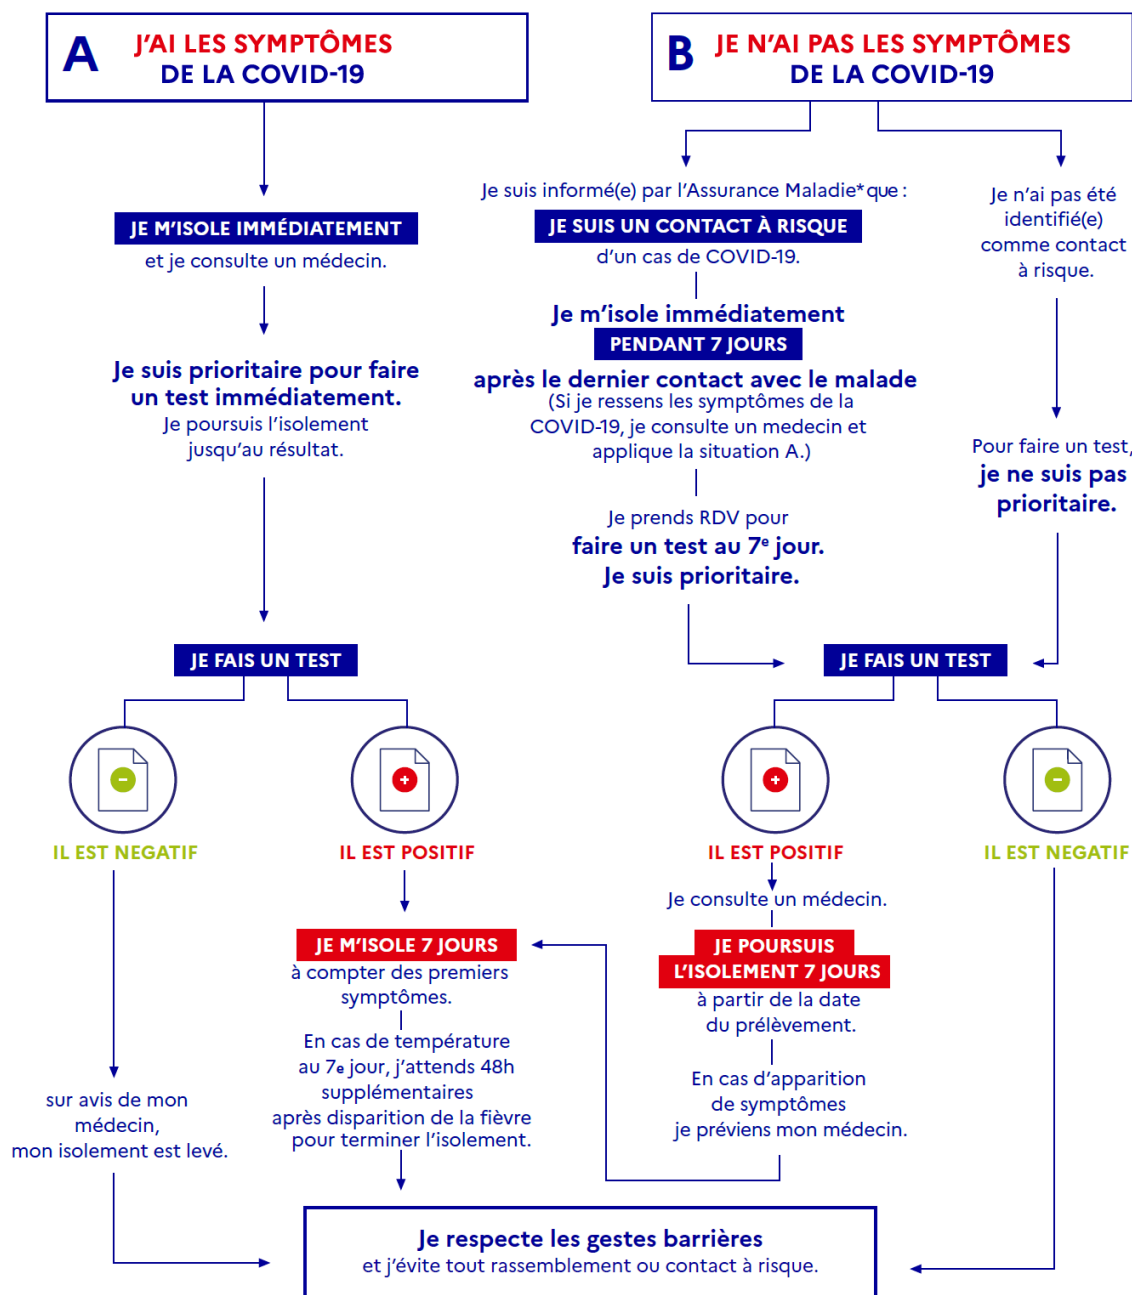 A
J'AI LES SYMPTÔMES
DE LA COVID-19
JE M'ISOLE IMMÉDIATEMENT
et je consulte un médecin.
Je suis prioritaire pour faire
un test immédiatement.
Je poursuis l'isolement
jusqu'au résultat.
JE FAIS UN TEST
-
IL EST NEGATIF
sur avis de mon
médecin,
mon isolement est levé.
+
IL EST POSITIF
JE M'ISOLE 7 JOURS
à compter des premiers
symptômes.
En cas de température
au 7e jour, j'attends 48h
supplémentaires
après disparition de la fièvre
pour terminer l'isolement.
B
JE N'AI PAS LES SYMPTÔMES
DE LA COVID-19
Je suis informé(e) par l'Assurance Maladie* que :
JE SUIS UN CONTACT À RISQUE
d'un cas de COVID-19.
Je m'isole immédiatement
PENDANT 7 JOURS
après le dernier contact avec le malade
(Si je ressens les symptômes de la
COVID-19, je consulte un medecin et
applique la situation A.)
Je prends RDV pour
faire un test au 7e jour.
Je suis prioritaire.
Je n'ai pas été
identifié(e)
comme contact
à risque.
Pour faire un test,
je ne suis pas
prioritaire.
JE FAIS UN TEST
+
IL EST POSITIF
Je consulte un médecin.
JE POURSUIS
L'ISOLEMENT 7 JOURS
à partir de la date
du prélèvement.
En cas d'apparition
de symptômes
je préviens mon médecin.
-
IL EST NEGATIF
Je respecte les gestes barrières
et j'évite tout rassemblement ou contact à risque.